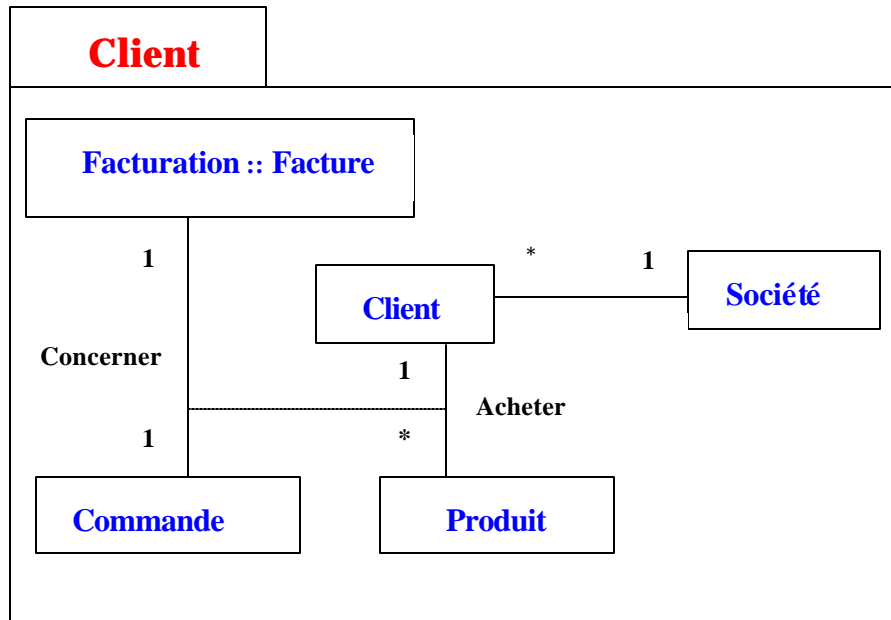 Client
Facturation :: Facture
1
*
1
Client
Société
Concerner
1
Acheter
1
*
Commande
Produit